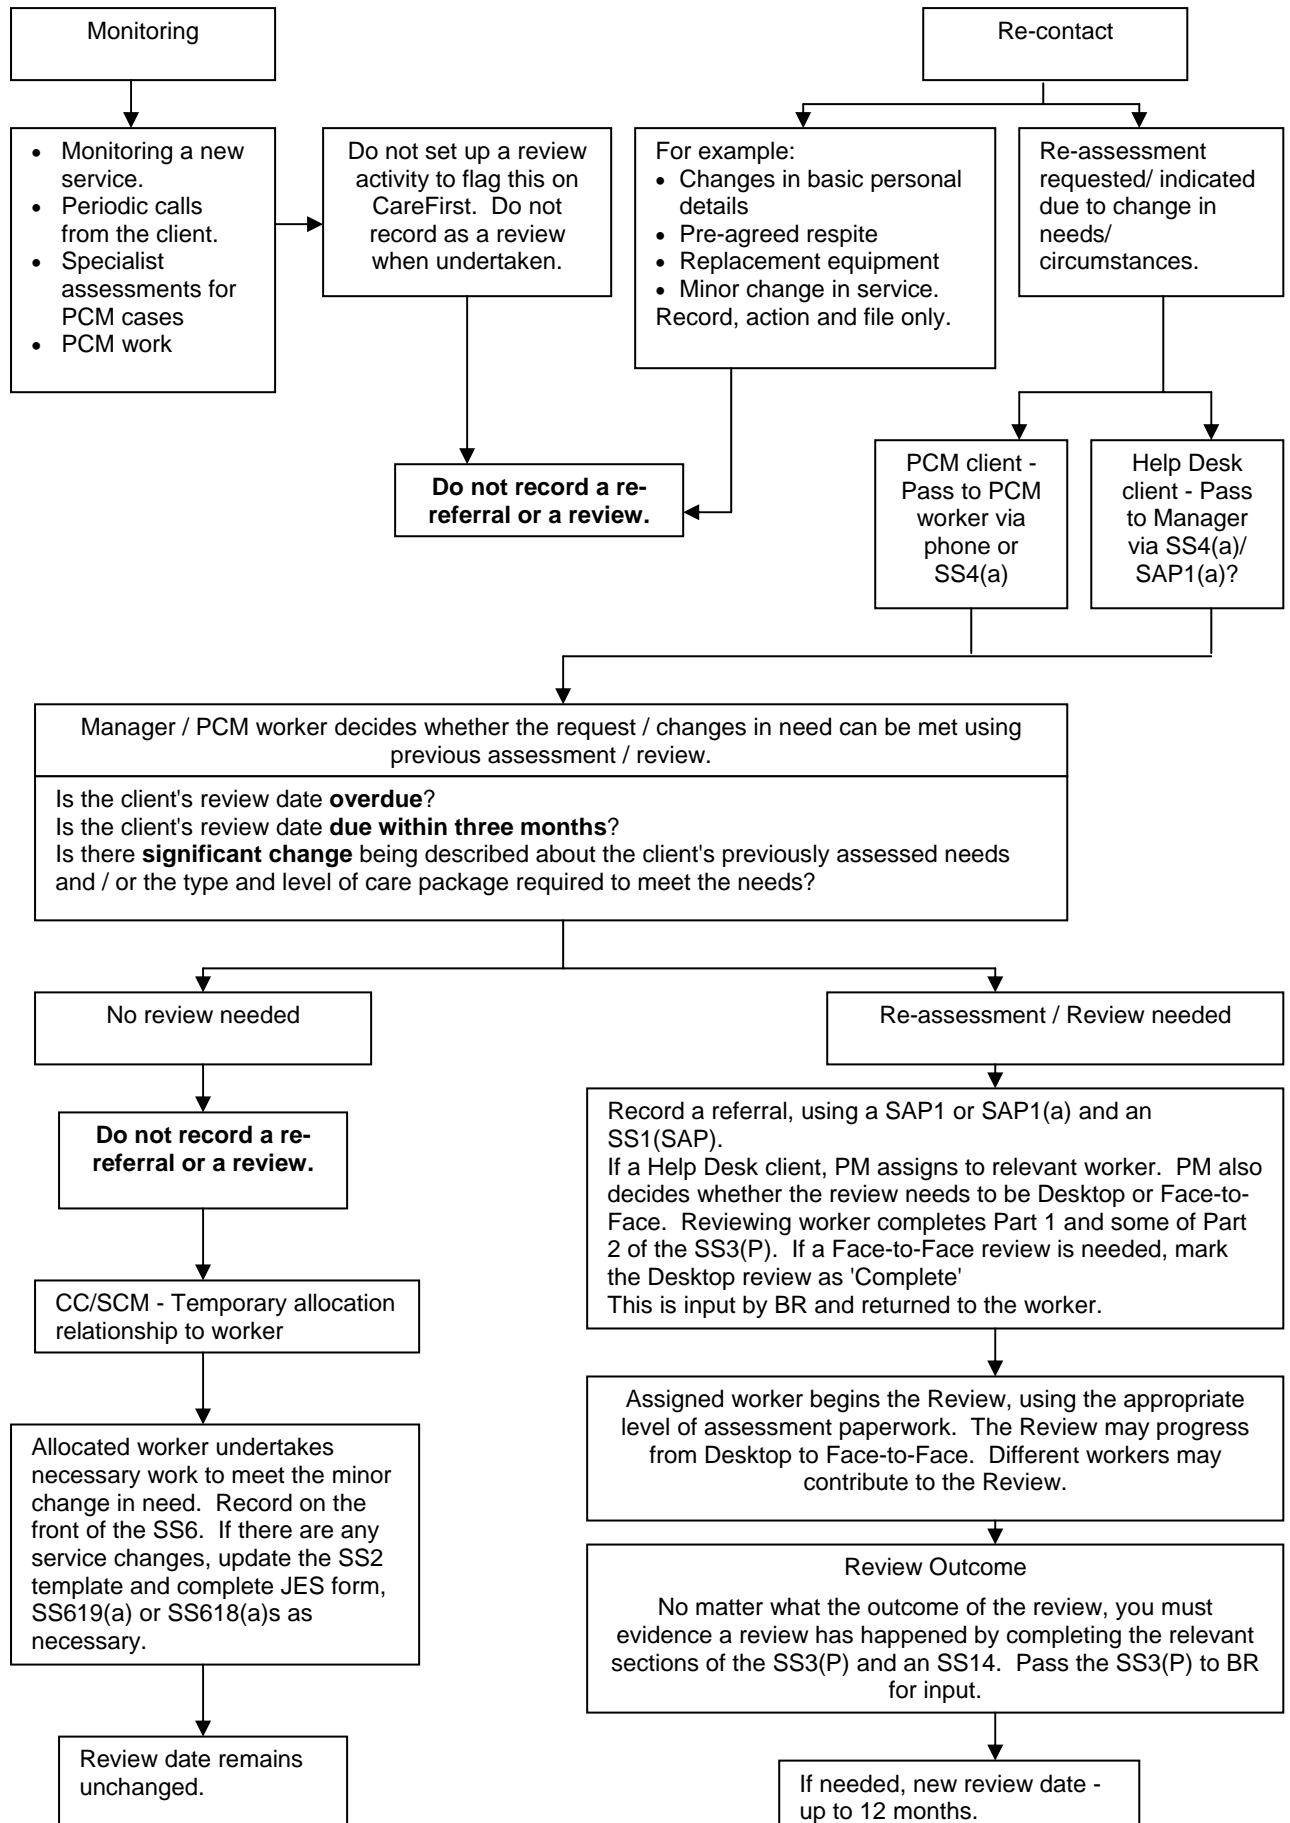 Monitoring
Re-contact
• Monitoring a new
service.
• Periodic calls
from the client.
• Specialist
assessments for
PCM cases
• PCM work
Do not set up a review
activity to flag this on
CareFirst. Do not
record as a review
when undertaken.
For example:
• Changes in basic personal
details
• Pre-agreed respite
• Replacement equipment
• Minor change in service.
Record, action and file only.
Re-assessment
requested/ indicated
due to change in
needs/
circumstances.
Do not record a re-
referral or a review.
PCM client -
Pass to PCM
worker via
phone or
SS4(a)
Help Desk
client - Pass
to Manager
via SS4(a)/
SAP1(a)?
Manager / PCM worker decides whether the request / changes in need can be met using
previous assessment / review.
Is the client's review date overdue?
Is the client's review date due within three months?
Is there significant change being described about the client's previously assessed needs
and / or the type and level of care package required to meet the needs?
No review needed
Re-assessment / Review needed
Do not record a re-
referral or a review.
CC/SCM - Temporary allocation
relationship to worker
Allocated worker undertakes
necessary work to meet the minor
change in need. Record on the
front of the SS6. If there are any
service changes, update the SS2
template and complete JES form,
SS619(a) or SS618(a)s as
necessary.
Review date remains
unchanged.
Record a referral, using a SAP1 or SAP1(a) and an
SS1(SAP).
If a Help Desk client, PM assigns to relevant worker. PM also
decides whether the review needs to be Desktop or Face-to-
Face. Reviewing worker completes Part 1 and some of Part
2 of the SS3(P). If a Face-to-Face review is needed, mark
the Desktop review as 'Complete'
This is input by BR and returned to the worker.
Assigned worker begins the Review, using the appropriate
level of assessment paperwork. The Review may progress
from Desktop to Face-to-Face. Different workers may
contribute to the Review.
Review Outcome
No matter what the outcome of the review, you must
evidence a review has happened by completing the relevant
sections of the SS3(P) and an SS14. Pass the SS3(P) to BR
for input.
If needed, new review date -
up to 12 months.